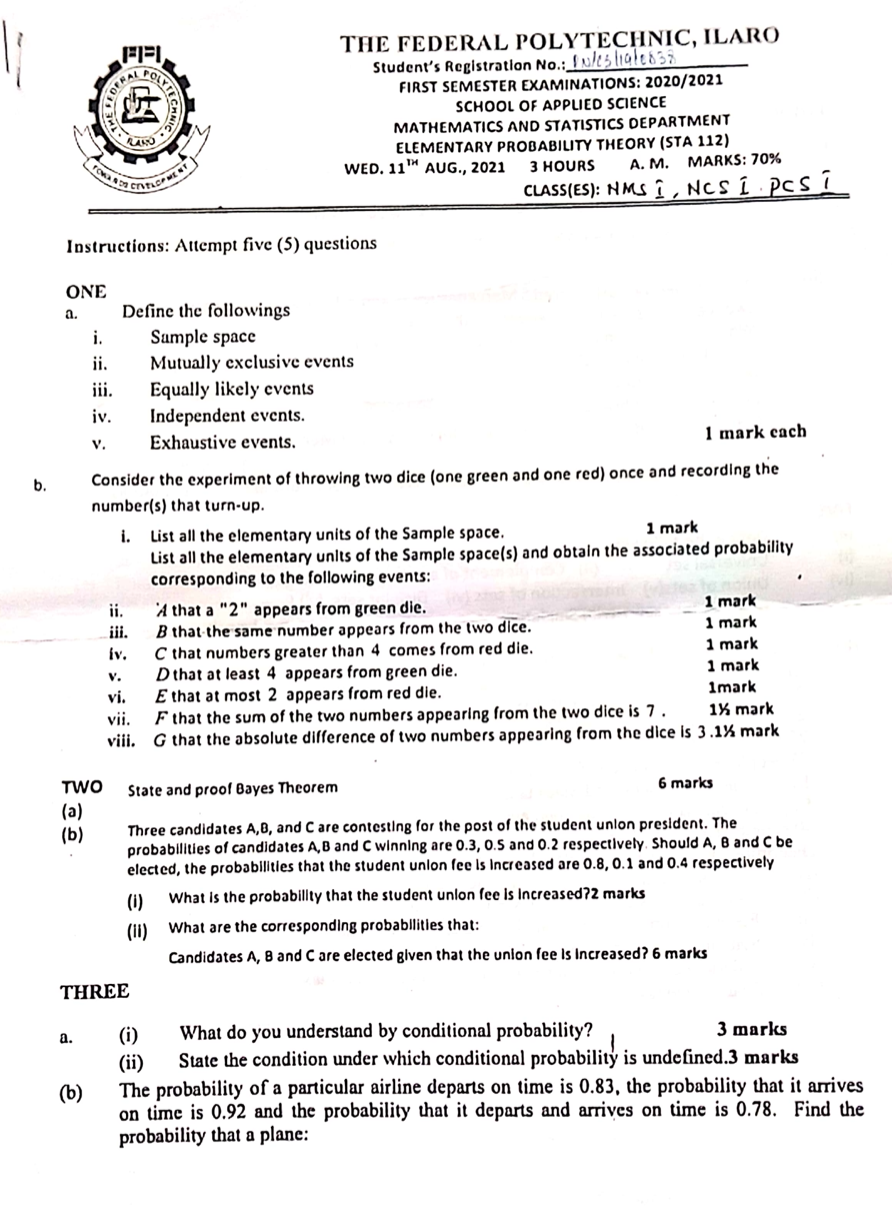 THE FEDERAL POLYTECHNIC, ILARO
Student's Registration No.:
FIRST SEMESTER EXAMINATIONS: 2020/2021
SCHOOL OF APPLIED SCIENCE
MATHEMATICS AND STATISTICS DEPARTMENT
ELEMENTARY PROBABILITY THEORY (STA 112)
WED. 11TH AUG., 2021 3 HOURS A. M. MARKS: 70%
CLASS(ES): NMS I, NCS I. PCS I
FPI
THE FEDERAL POLYTECHNIC
ILARO
TOWARDS DEVELOPMENT
Instructions: Attempt five (5) questions
ONE
a. Define the followings
i. Sample space
ii. Mutually exclusive events
iii. Equally likely events
iv. Independent events.
v. Exhaustive events. 1 mark each
b. Consider the experiment of throwing two dice (one green and one red) once and recording the
number(s) that turn-up.
i. List all the elementary units of the Sample space. 1 mark
List all the elementary units of the Sample space(s) and obtain the associated probability
corresponding to the following events:
ii. A that a "2" appears from green die. 1 mark
iii. B that the same number appears from the two dice. 1 mark
iv. C that numbers greater than 4 comes from red die. 1 mark
v. D that at least 4 appears from green die. 1 mark
vi. E that at most 2 appears from red die. 1mark
vii. F that the sum of the two numbers appearing from the two dice is 7 . 1½ mark
viii. G that the absolute difference of two numbers appearing from the dice is 3 .1½ mark
TWO State and proof Bayes Theorem 6 marks
(a)
(b) Three candidates A,B, and C are contesting for the post of the student union president. The
probabilities of candidates A,B and C winning are 0.3, 0.5 and 0.2 respectively. Should A, B and C be
elected, the probabilities that the student union fee is increased are 0.8, 0.1 and 0.4 respectively
(i) What is the probability that the student union fee is increased?2 marks
(ii) What are the corresponding probabilities that:
Candidates A, B and C are elected given that the union fee is increased? 6 marks
THREE
a. (i) What do you understand by conditional probability? 3 marks
(ii) State the condition under which conditional probability is undefined.3 marks
(b) The probability of a particular airline departs on time is 0.83, the probability that it arrives
on time is 0.92 and the probability that it departs and arrives on time is 0.78. Find the
probability that a plane: